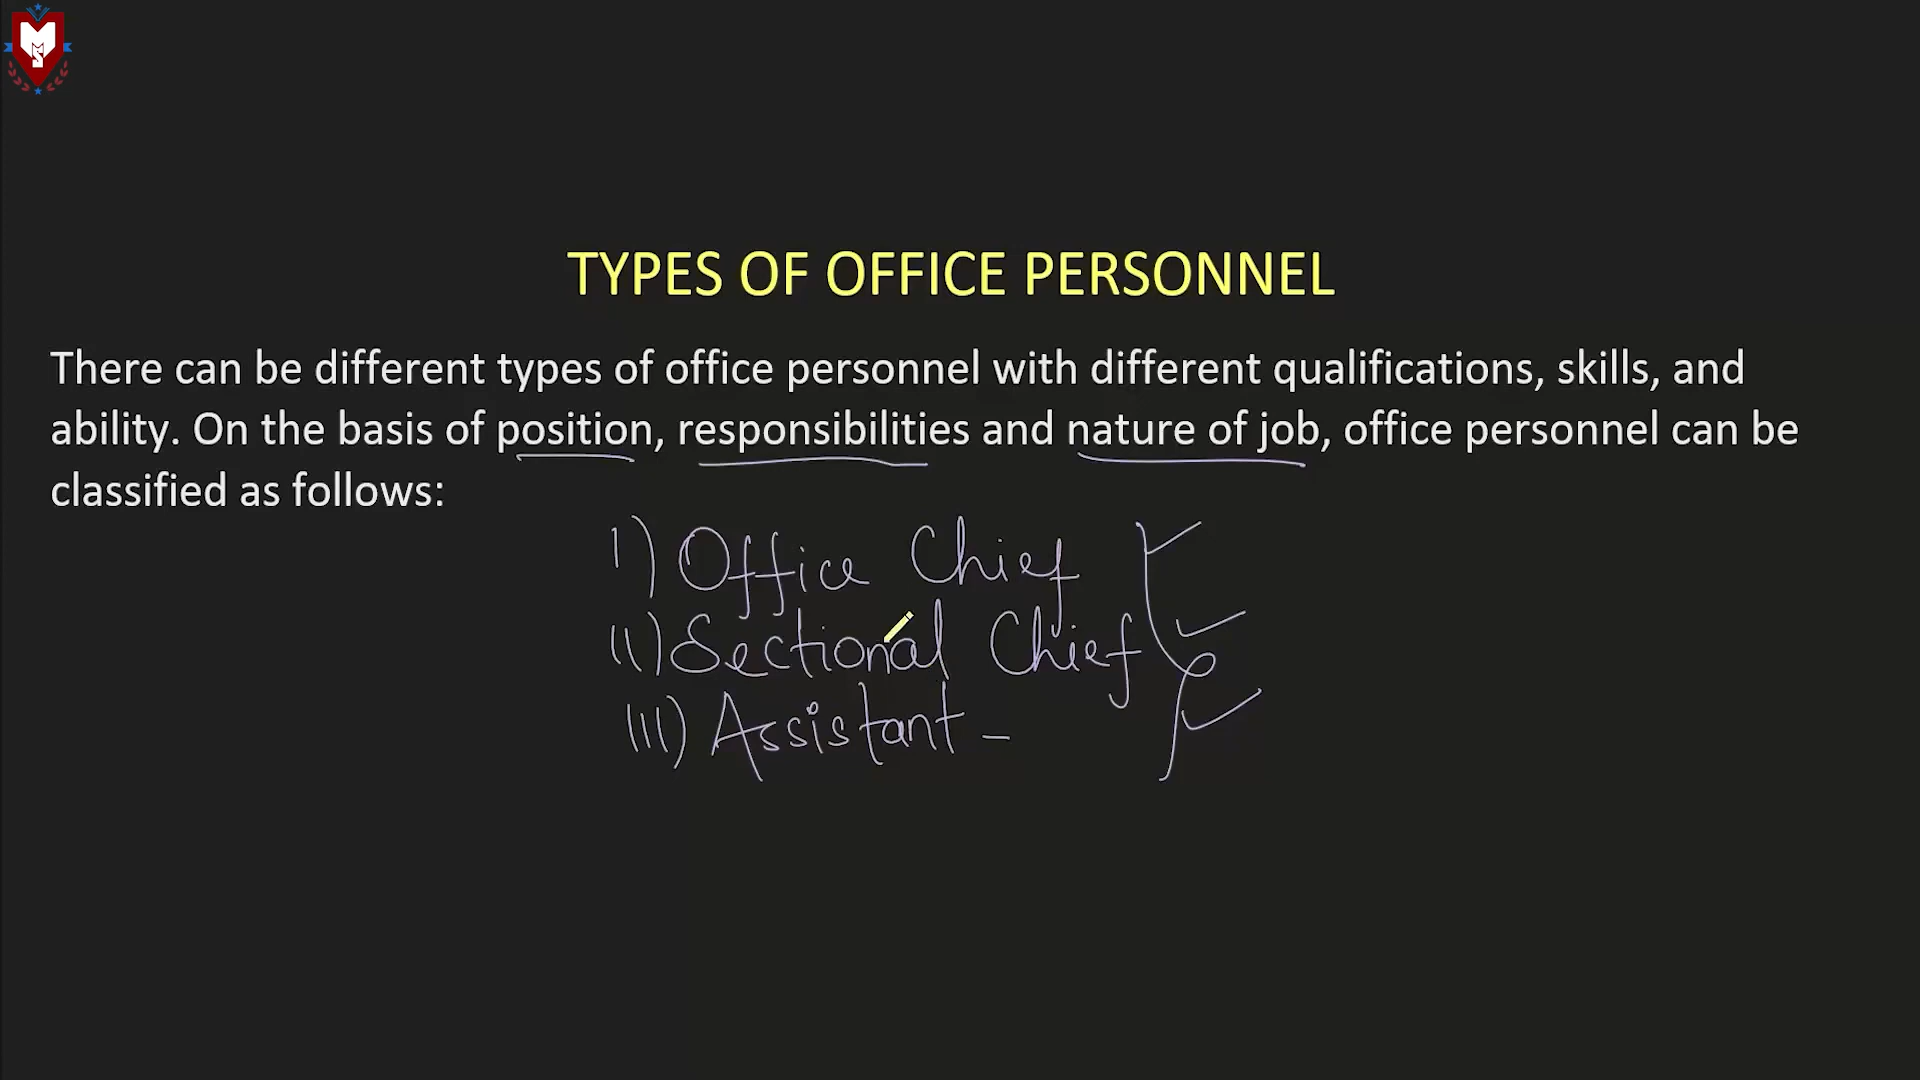 TYPES OF OFFICE PERSONNEL
There can be different types of office personnel with different qualifications, skills, and
ability. On the basis of position, responsibilities and nature of job, office personnel can be
classified as follows:
I) Office Chief
II) Sectional Chief
III) Assistant -